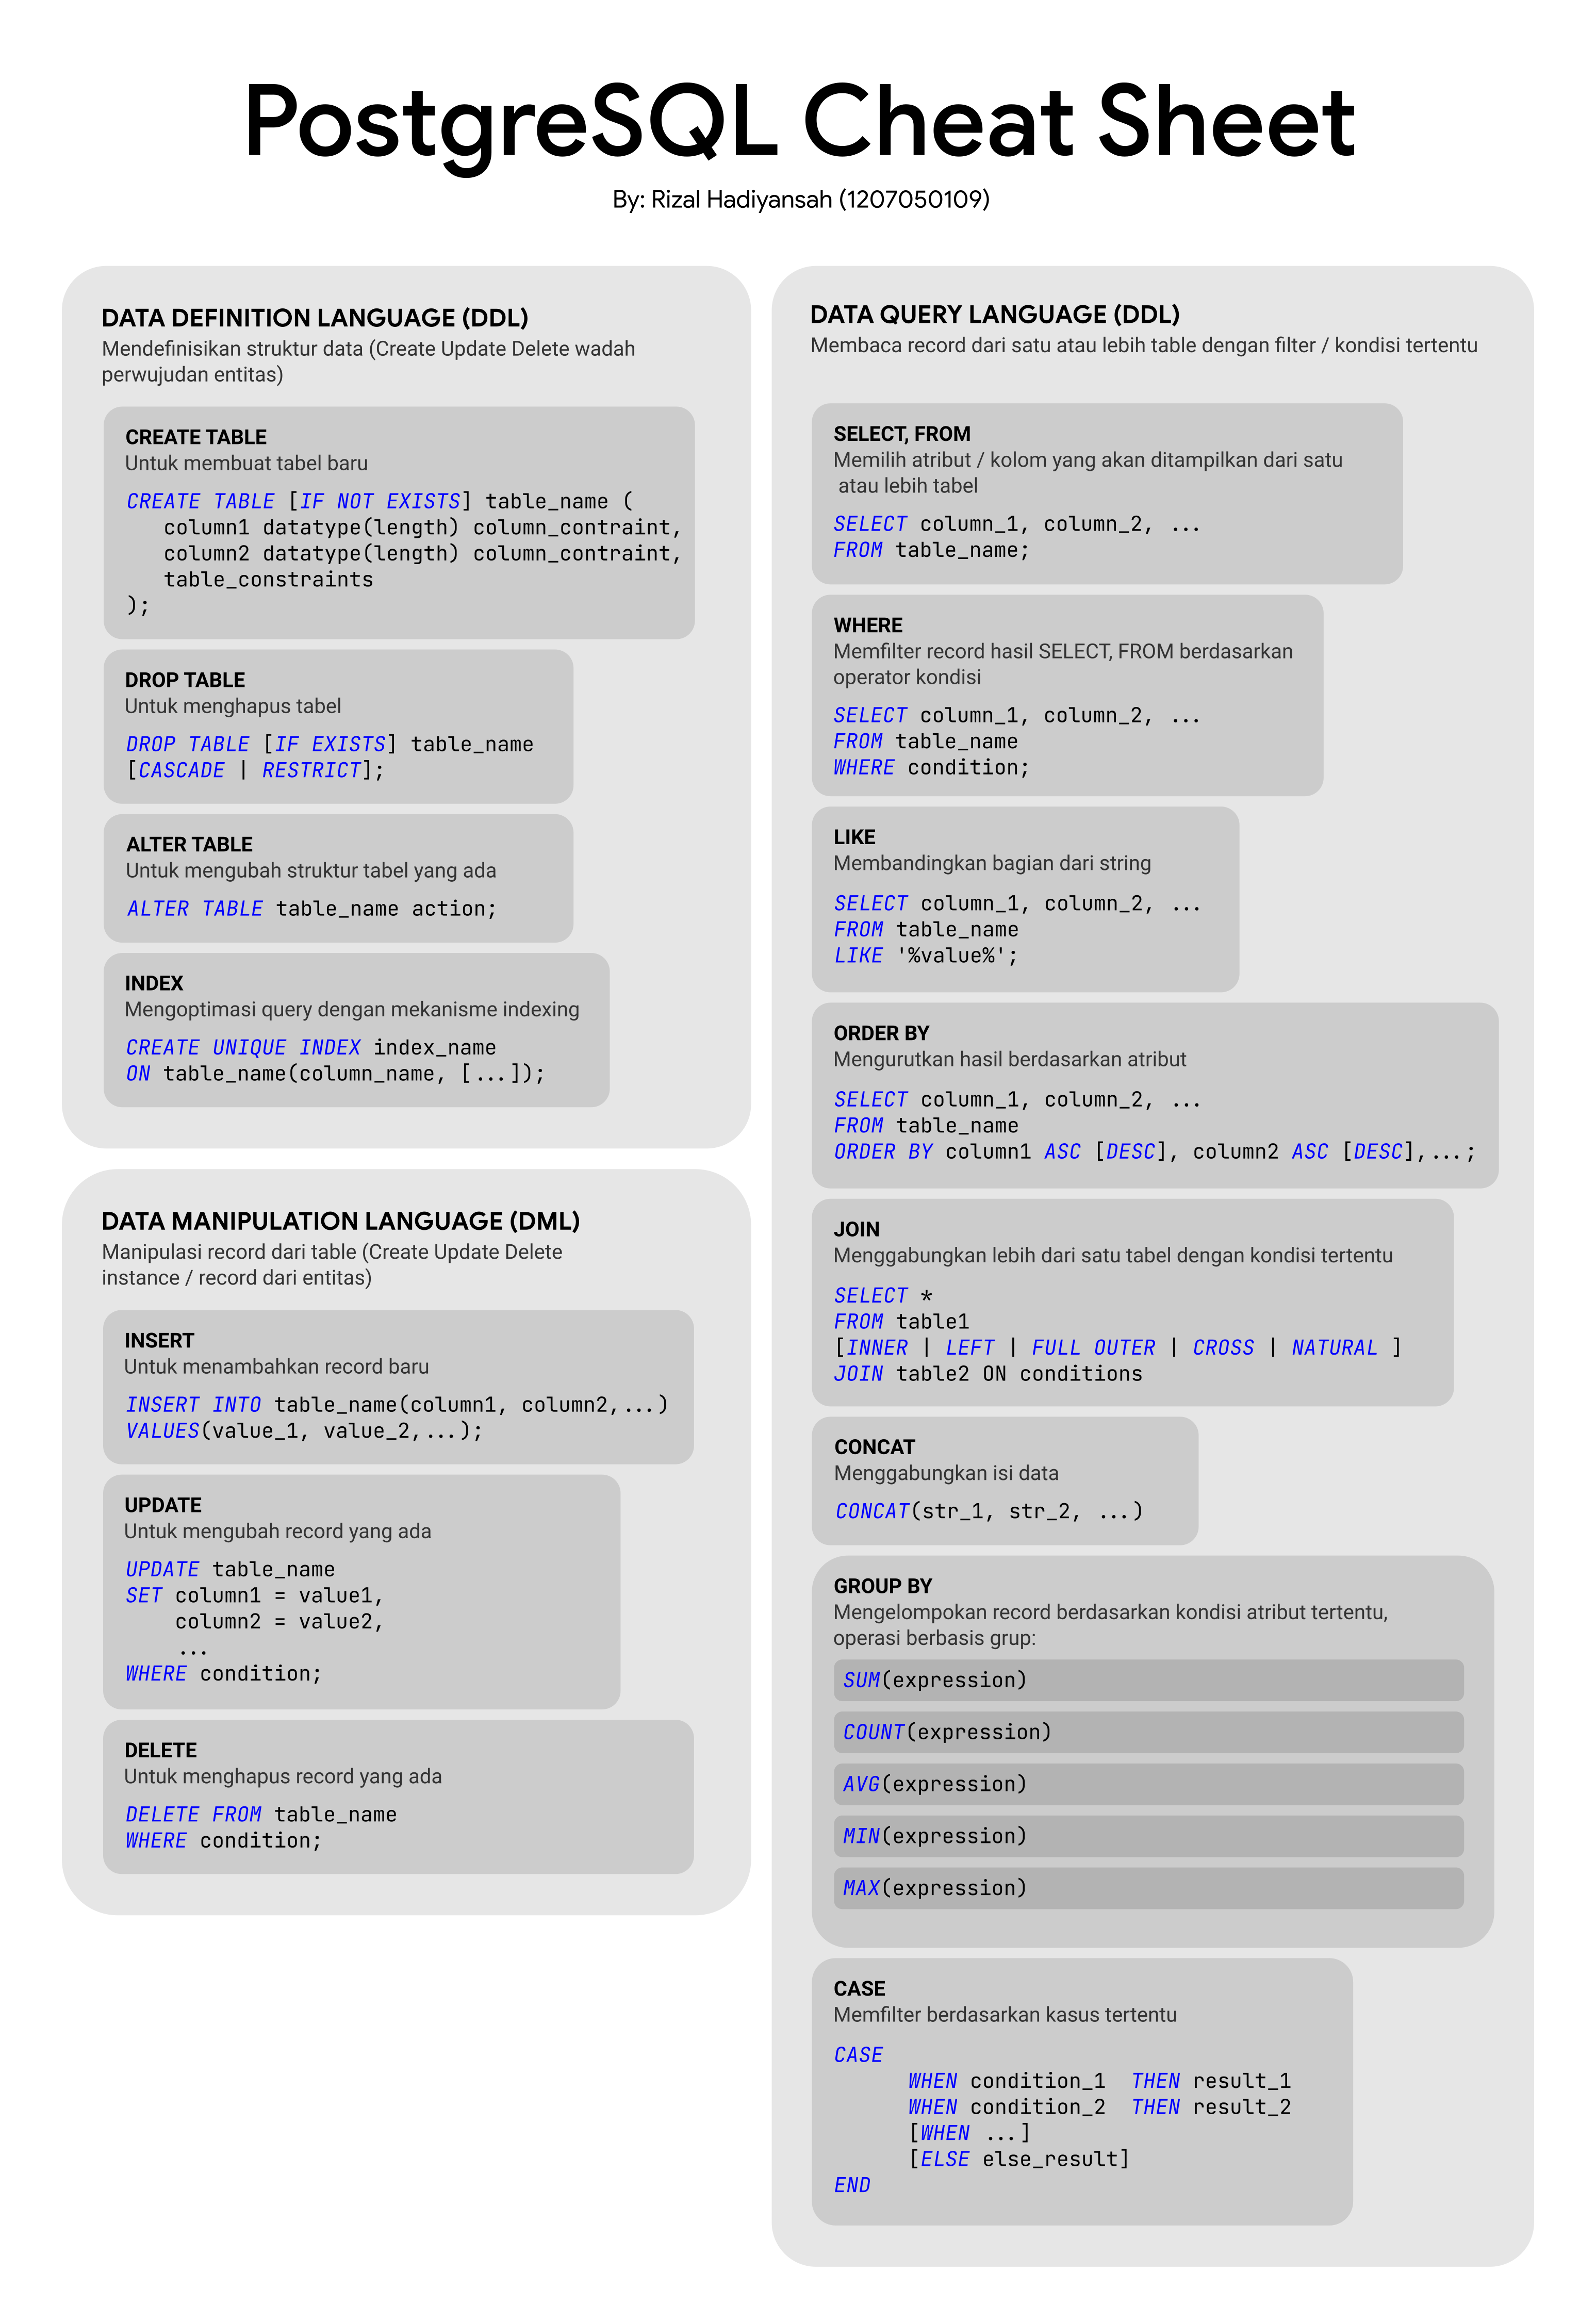 PostgreSQL Cheat Sheet
By: Rizal Hadiyansah (1207050109)
DATA DEFINITION LANGUAGE (DDL)
Mendefinisikan struktur data (Create Update Delete wadah
perwujudan entitas)
CREATE TABLE
Untuk membuat tabel baru
CREATE TABLE [IF NOT EXISTS] table_name (
   column1 datatype(length) column_contraint,
   column2 datatype(length) column_contraint,
   table_constraints
);
DROP TABLE
Untuk menghapus tabel
DROP TABLE [IF EXISTS] table_name
[CASCADE | RESTRICT];
ALTER TABLE
Untuk mengubah struktur tabel yang ada
ALTER TABLE table_name action;
INDEX
Mengoptimasi query dengan mekanisme indexing
CREATE UNIQUE INDEX index_name
ON table_name(column_name, [...]);
DATA MANIPULATION LANGUAGE (DML)
Manipulasi record dari table (Create Update Delete
instance / record dari entitas)
INSERT
Untuk menambahkan record baru
INSERT INTO table_name(column1, column2,...)
VALUES(value_1, value_2,...);
UPDATE
Untuk mengubah record yang ada
UPDATE table_name
SET column1 = value1,
    column2 = value2,
    ...
WHERE condition;
DELETE
Untuk menghapus record yang ada
DELETE FROM table_name
WHERE condition;
DATA QUERY LANGUAGE (DDL)
Membaca record dari satu atau lebih table dengan filter / kondisi tertentu
SELECT, FROM
Memilih atribut / kolom yang akan ditampilkan dari satu
atau lebih tabel
SELECT column_1, column_2, ...
FROM table_name;
WHERE
Memfilter record hasil SELECT, FROM berdasarkan
operator kondisi
SELECT column_1, column_2, ...
FROM table_name
WHERE condition;
LIKE
Membandingkan bagian dari string
SELECT column_1, column_2, ...
FROM table_name
LIKE '%value%';
ORDER BY
Mengurutkan hasil berdasarkan atribut
SELECT column_1, column_2, ...
FROM table_name
ORDER BY column1 ASC [DESC], column2 ASC [DESC],...;
JOIN
Menggabungkan lebih dari satu tabel dengan kondisi tertentu
SELECT *
FROM table1
[INNER | LEFT | FULL OUTER | CROSS | NATURAL ]
JOIN table2 ON conditions
CONCAT
Menggabungkan isi data
CONCAT(str_1, str_2, ...)
GROUP BY
Mengelompokan record berdasarkan kondisi atribut tertentu,
operasi berbasis grup:
SUM(expression)
COUNT(expression)
AVG(expression)
MIN(expression)
MAX(expression)
CASE
Memfilter berdasarkan kasus tertentu
CASE
      WHEN condition_1  THEN result_1
      WHEN condition_2  THEN result_2
      [WHEN ...]
      [ELSE else_result]
END